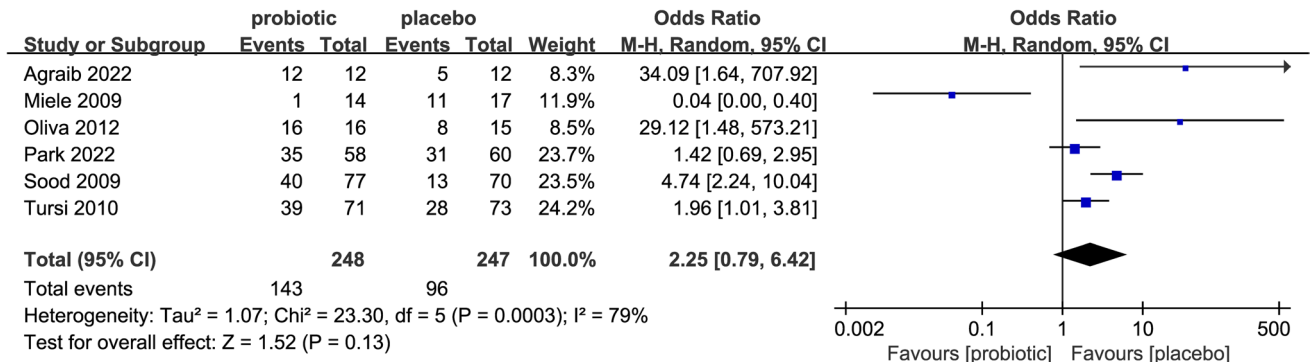 probiotic placebo Odds Ratio Odds Ratio
Study or Subgroup Events Total Events Total Weight M-H, Random, 95% CI M-H, Random, 95% CI
Agraib 2022 12 12 5 12 8.3% 34.09 [1.64, 707.92]
Miele 2009 1 14 11 17 11.9% 0.04 [0.00, 0.40]
Oliva 2012 16 16 8 15 8.5% 29.12 [1.48, 573.21]
Park 2022 35 58 31 60 23.7% 1.42 [0.69, 2.95]
Sood 2009 40 77 13 70 23.5% 4.74 [2.24, 10.04]
Tursi 2010 39 71 28 73 24.2% 1.96 [1.01, 3.81]
Total (95% CI) 248 247 100.0% 2.25 [0.79, 6.42]
Total events 143 96
Heterogeneity: Tau² = 1.07; Chi² = 23.30, df = 5 (P = 0.0003); I² = 79%
Test for overall effect: Z = 1.52 (P = 0.13)
0.002 0.1 1 10 500
Favours [probiotic] Favours [placebo]